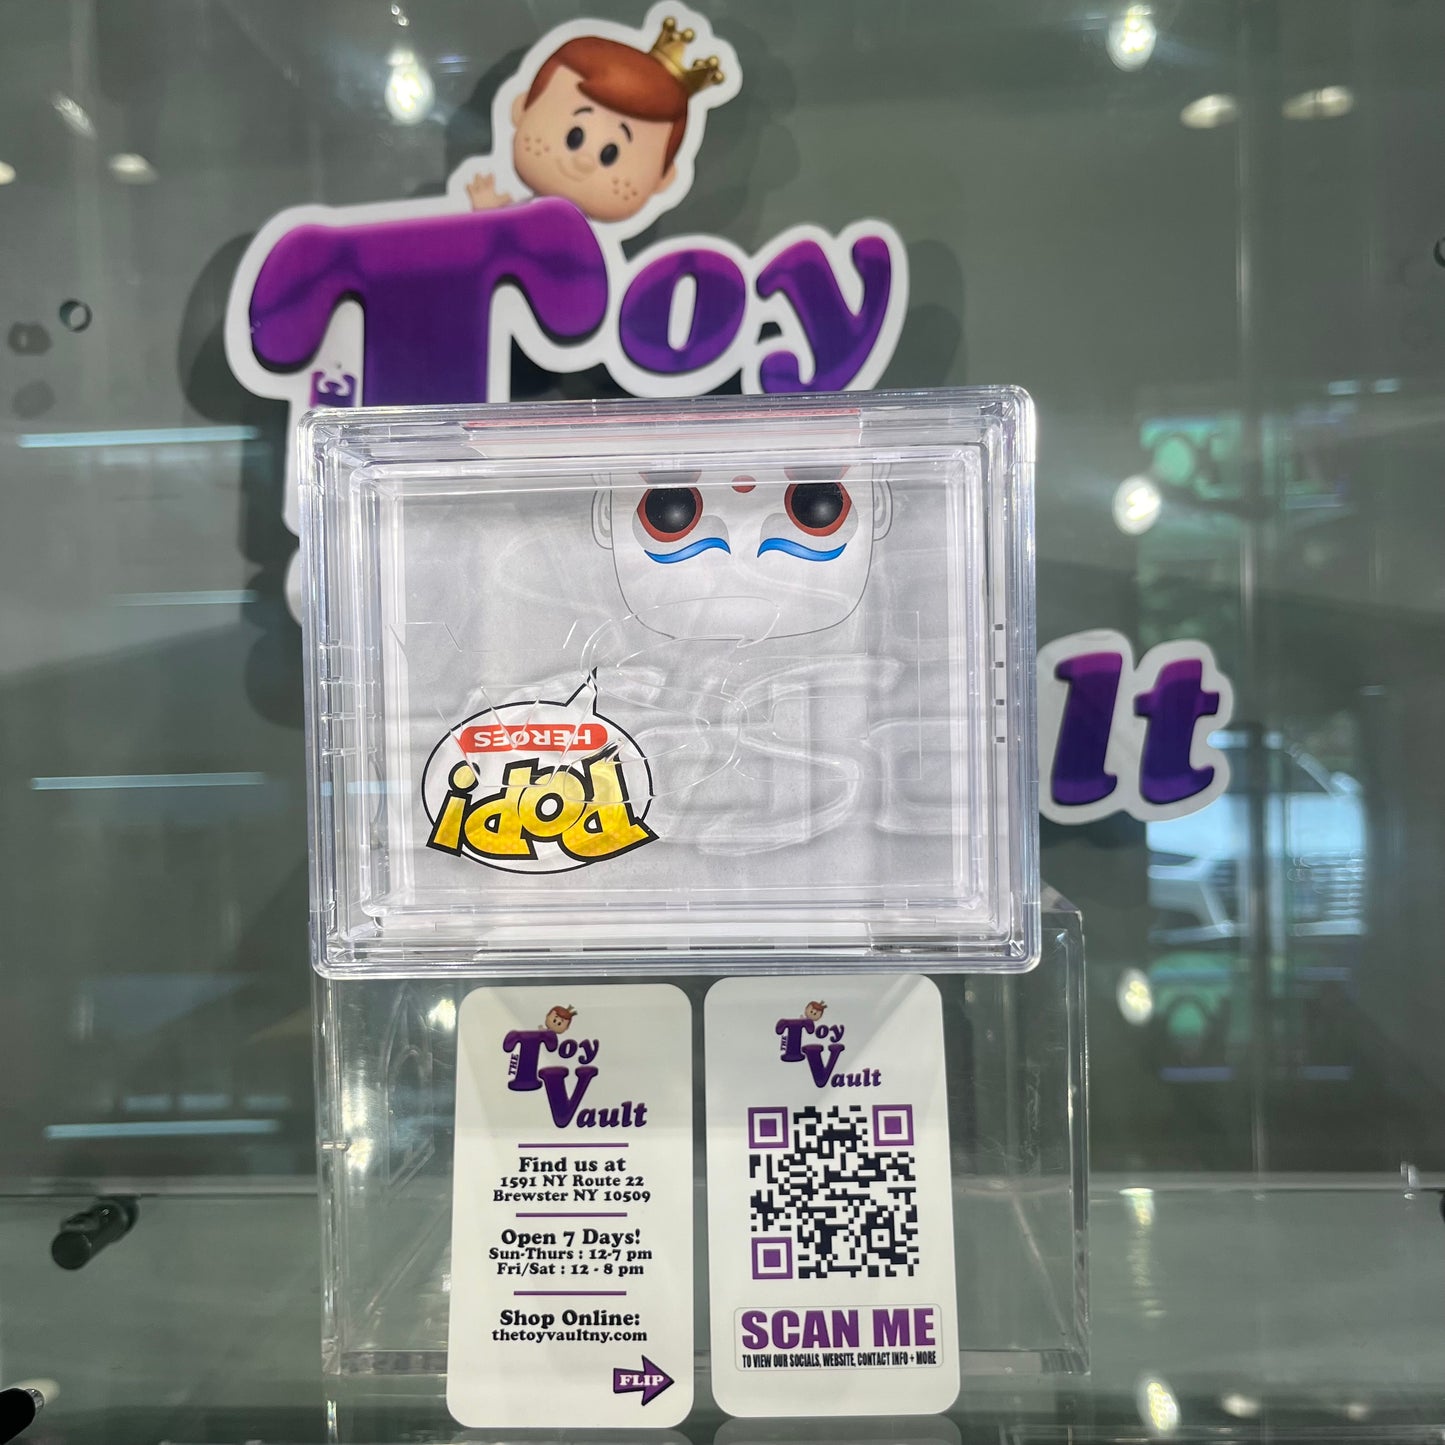 THE
Toy
lt
HEROES
Pop!
THE
Toy
Vault
Find us at
1591 NY Route 22
Brewster NY 10509
Open 7 Days!
Sun-Thurs : 12-7 pm
Fri/Sat : 12 - 8 pm
Shop Online:
thetoyvaultny.com
FLIP
THE
Toy
Vault
SCAN ME
TO VIEW OUR SOCIALS, WEBSITE, CONTACT INFO + MORE